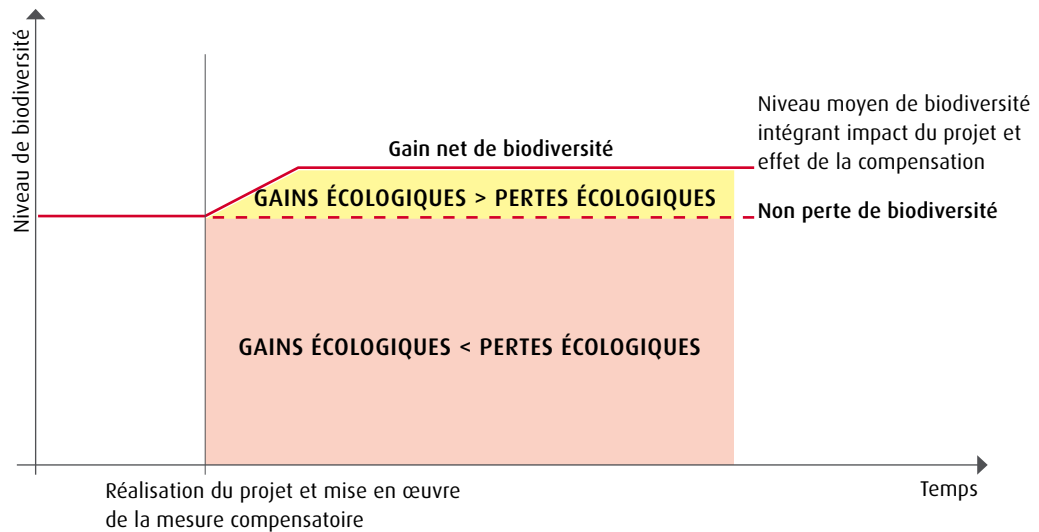 Niveau de biodiversité
Niveau moyen de biodiversité
intégrant impact du projet et
effet de la compensation
Gain net de biodiversité
GAINS ÉCOLOGIQUES > PERTES ÉCOLOGIQUES
Non perte de biodiversité
GAINS ÉCOLOGIQUES < PERTES ÉCOLOGIQUES
Réalisation du projet et mise en œuvre
de la mesure compensatoire
Temps